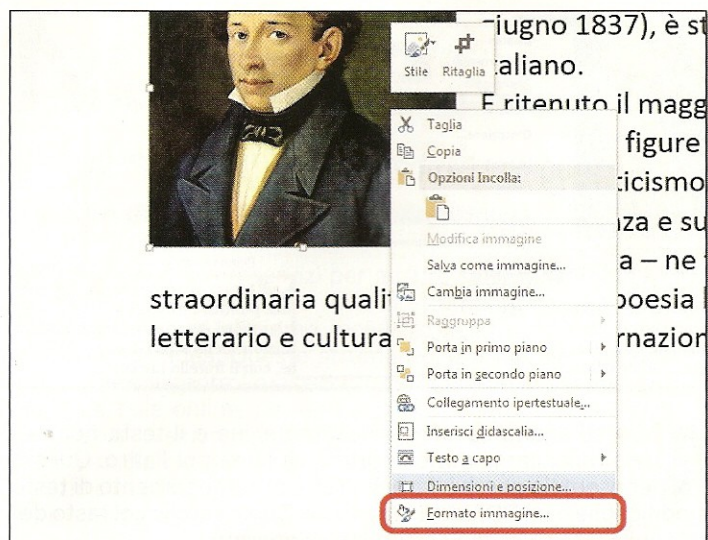 giugno 1837), è st
Stile Ritaglia
taliano.
È ritenuto il magg
Taglia
Copia
figure
Opzioni Incolla:
ticismo
nza e su
Modifica immagine
Salva come immagine...
a – ne
Cambia immagine...
straordinaria qualit
poesia
Raggruppa
letterario e cultura
rnazion
Porta in primo piano
Porta in secondo piano
Collegamento ipertestuale...
Inserisci didascalia...
Testo a capo
Dimensioni e posizione...
Formato immagine...